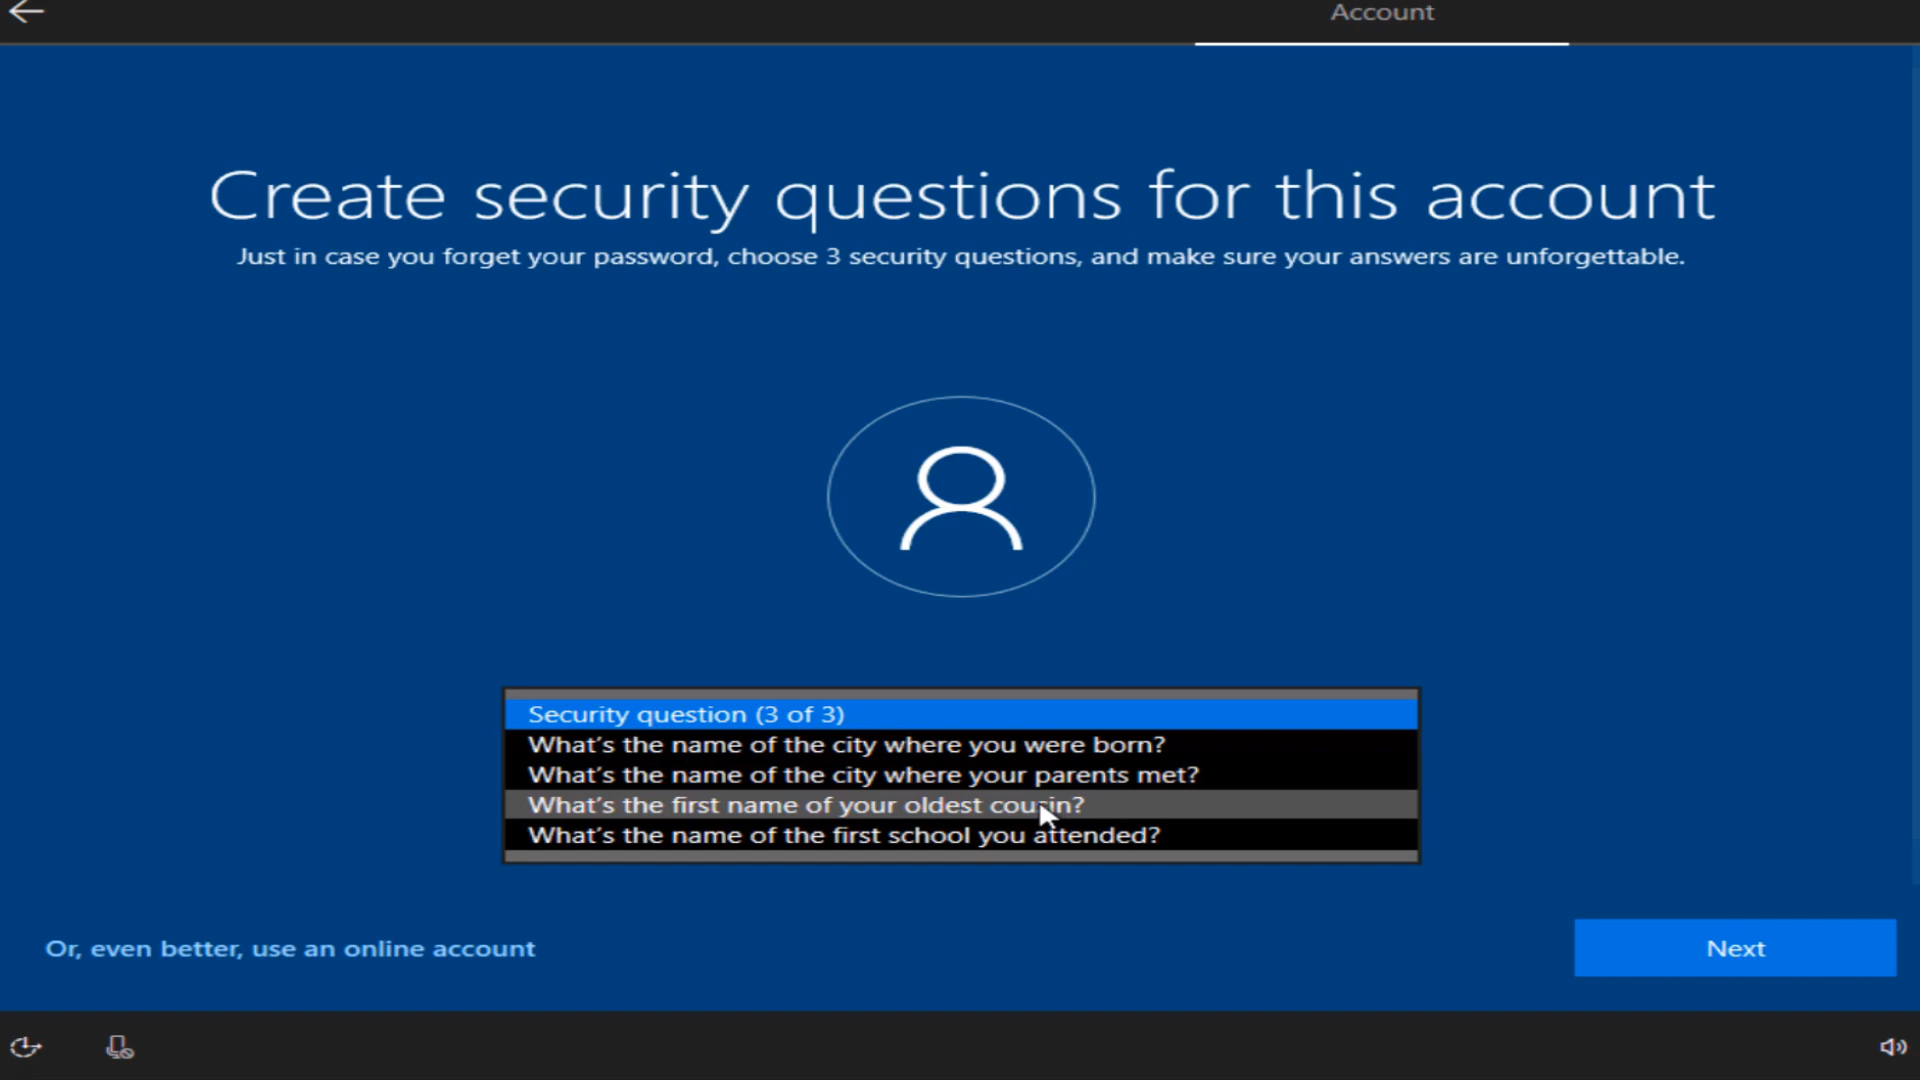 Account
Create security questions for this account
Just in case you forget your password, choose 3 security questions, and make sure your answers are unforgettable.
Security question (3 of 3)
What's the name of the city where you were born?
What's the name of the city where your parents met?
What's the first name of your oldest cousin?
What's the name of the first school you attended?
Or, even better, use an online account
Next